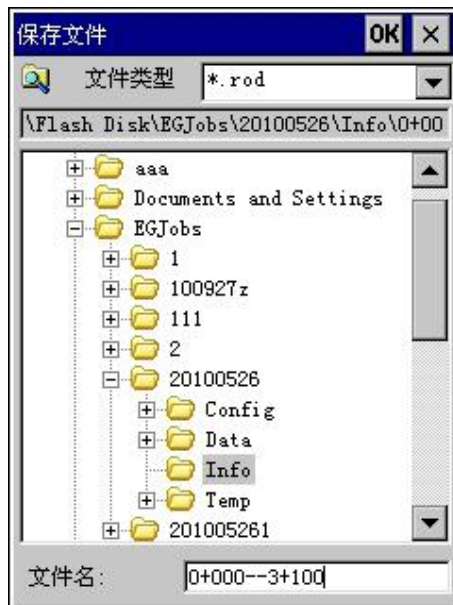 保存文件 OK ×
文件类型 *.rod
\Flash Disk\EGJobs\20100526\Info\0+00
aaa
Documents and Settings
EGJobs
1
100927z
111
2
20100526
Config
Data
Info
Temp
201005261
文件名: 0+000--3+100